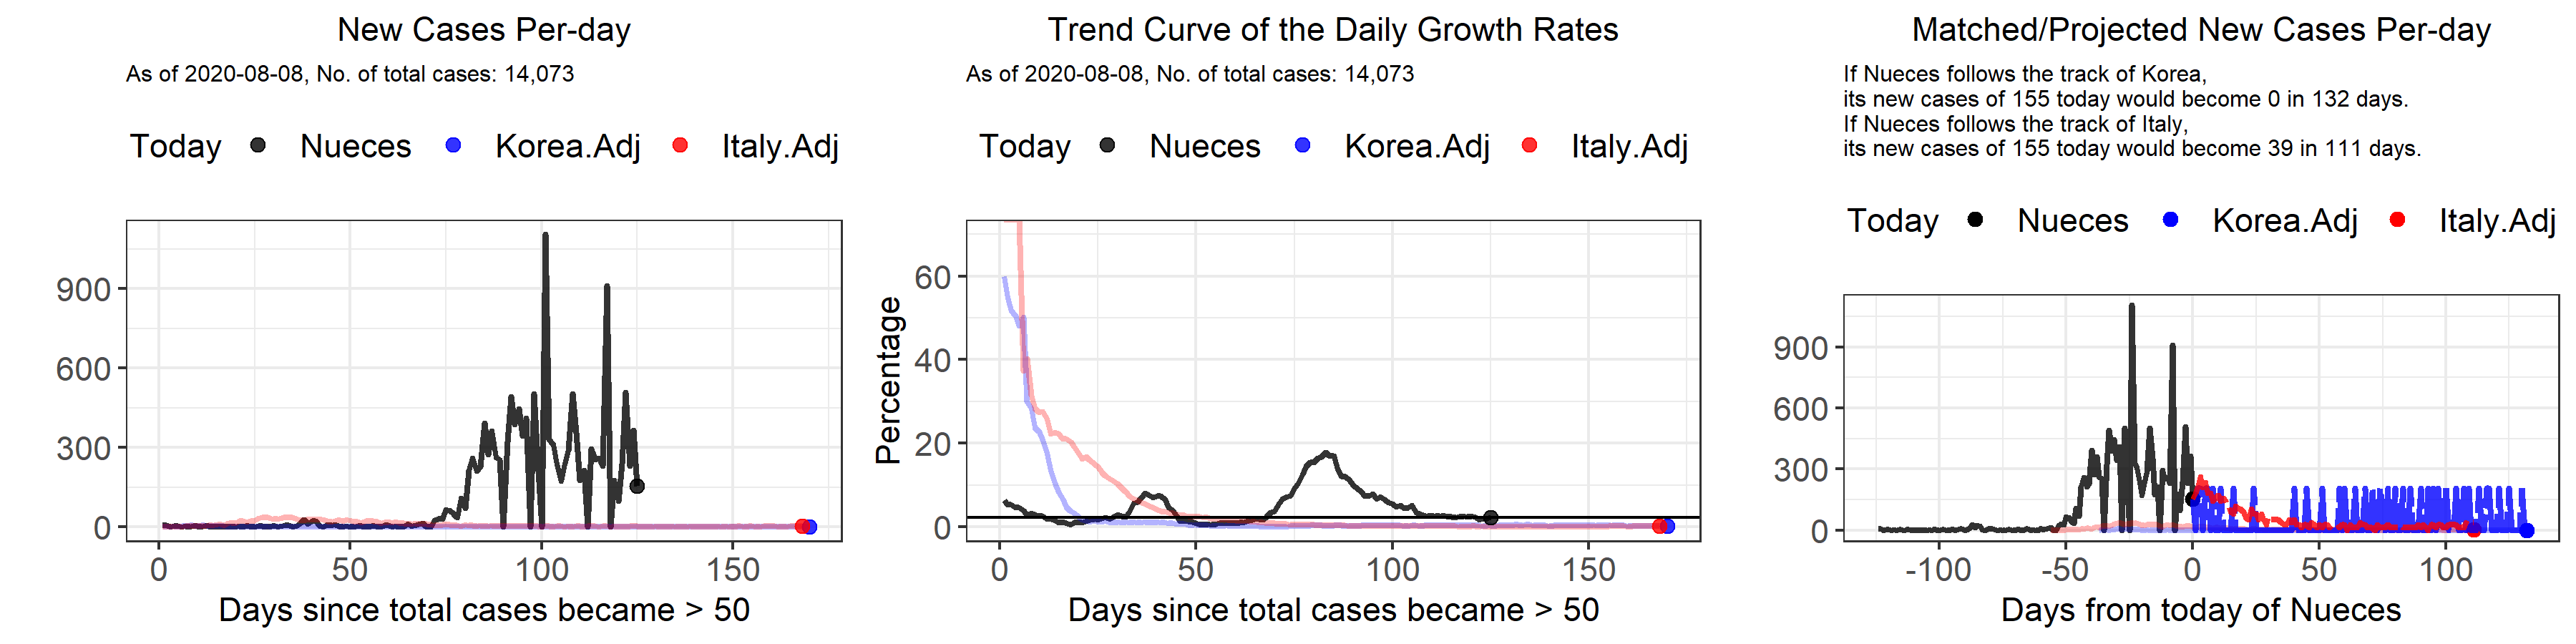 New Cases Per-day
As of 2020-08-08, No. of total cases: 14,073
Today Nueces Korea.Adj Italy.Adj
900
600
300
0
0 50 100 150
Days since total cases became > 50
Trend Curve of the Daily Growth Rates
As of 2020-08-08, No. of total cases: 14,073
Today Nueces Korea.Adj Italy.Adj
Percentage
60
40
20
0
0 50 100 150
Days since total cases became > 50
Matched/Projected New Cases Per-day
If Nueces follows the track of Korea,
its new cases of 155 today would become 0 in 132 days.
If Nueces follows the track of Italy,
its new cases of 155 today would become 39 in 111 days.
Today Nueces Korea.Adj Italy.Adj
900
600
300
0
-100 -50 0 50 100
Days from today of Nueces